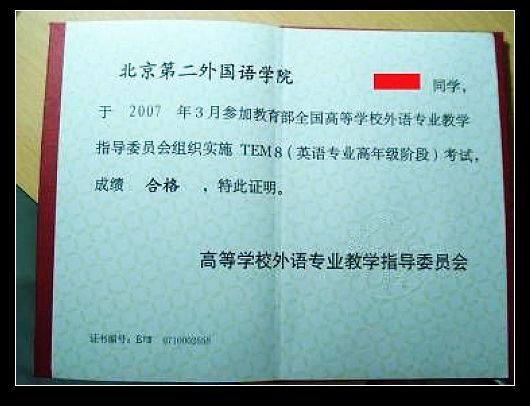 北京第二外国语学院 同学,
于 2007 年3月参加教育部全国高等学校外语专业教学
指导委员会组织实施 TEM8(英语专业高年级阶段)考试,
成绩 合格 ,特此证明。
高等学校外语专业教学指导委员会
证书编号: